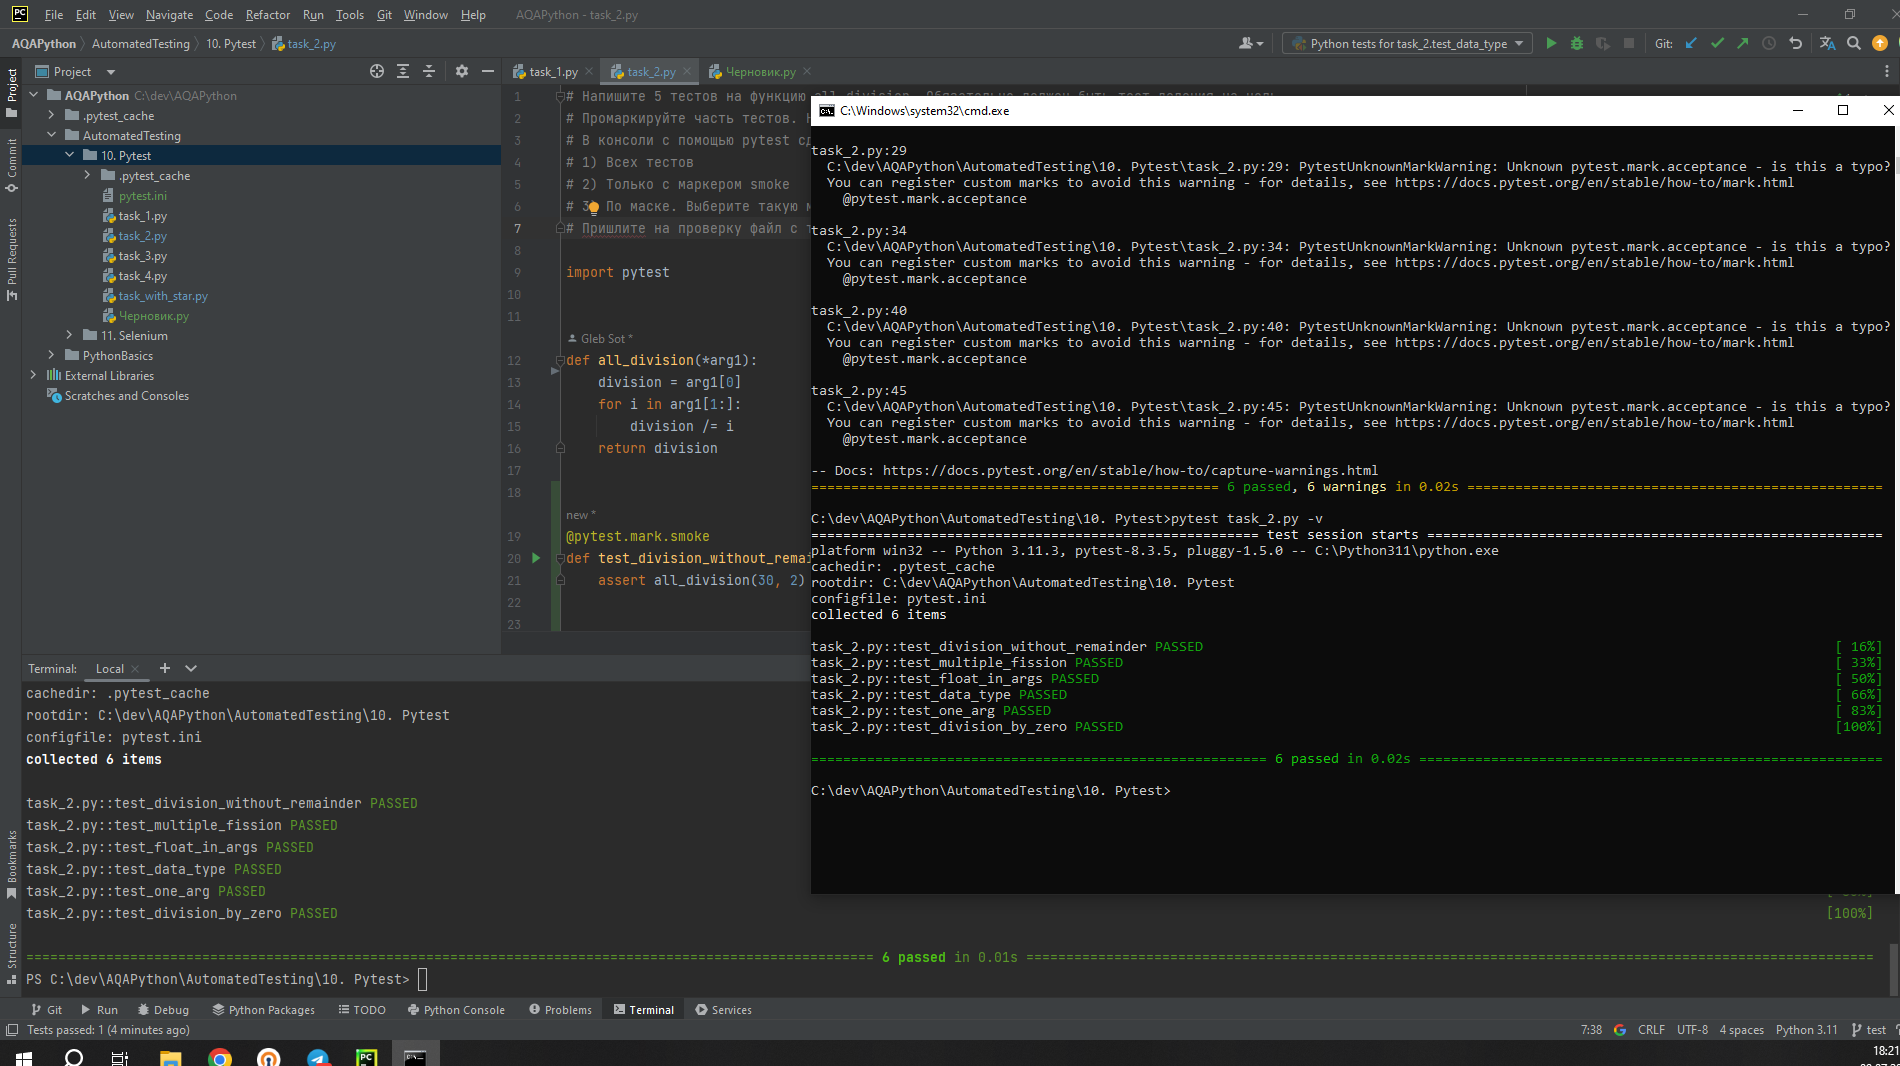 File Edit View Navigate Code Refactor Run Tools Git Window Help AQAPython - task_2.py
AQAPython AutomatedTesting 10. Pytest task_2.py
Python tests for task_2.test_data_type Git:
Project
task_1.py task_2.py Черновик.py
Project
Commit
Pull Requests
Bookmarks
Structure
AQAPython C:\dev\AQAPython
.pytest_cache
AutomatedTesting
10. Pytest
.pytest_cache
pytest.ini
task_1.py
task_2.py
task_3.py
task_4.py
task_with_star.py
Черновик.py
11. Selenium
PythonBasics
External Libraries
Scratches and Consoles
1 # Напишите 5 тестов на функцию all_division. Обязательно должен быть тест деления на ноль.
2 # Промаркируйте часть тестов.
3 # В консоли с помощью pytest
4 # 1) Всех тестов
5 # 2) Только с маркером smoke
6 # 3 По маске. Выберите такую
7 # Пришлите на проверку файл с
8
9 import pytest
10
11
Gleb Sot *
12 def all_division(*arg1):
13 division = arg1[0]
14 for i in arg1[1:]:
15 division /= i
16 return division
17
18
new *
19 @pytest.mark.smoke
20 def test_division_without_remai
21 assert all_division(30, 2)
22
23
C:\Windows\system32\cmd.exe
task_2.py:29
C:\dev\AQAPython\AutomatedTesting\10. Pytest\task_2.py:29: PytestUnknownMarkWarning: Unknown pytest.mark.acceptance - is this a typo?
You can register custom marks to avoid this warning - for details, see https://docs.pytest.org/en/stable/how-to/mark.html
@pytest.mark.acceptance
task_2.py:34
C:\dev\AQAPython\AutomatedTesting\10. Pytest\task_2.py:34: PytestUnknownMarkWarning: Unknown pytest.mark.acceptance - is this a typo?
You can register custom marks to avoid this warning - for details, see https://docs.pytest.org/en/stable/how-to/mark.html
@pytest.mark.acceptance
task_2.py:40
C:\dev\AQAPython\AutomatedTesting\10. Pytest\task_2.py:40: PytestUnknownMarkWarning: Unknown pytest.mark.acceptance - is this a typo?
You can register custom marks to avoid this warning - for details, see https://docs.pytest.org/en/stable/how-to/mark.html
@pytest.mark.acceptance
task_2.py:45
C:\dev\AQAPython\AutomatedTesting\10. Pytest\task_2.py:45: PytestUnknownMarkWarning: Unknown pytest.mark.acceptance - is this a typo?
You can register custom marks to avoid this warning - for details, see https://docs.pytest.org/en/stable/how-to/mark.html
@pytest.mark.acceptance
-- Docs: https://docs.pytest.org/en/stable/how-to/capture-warnings.html
6 passed, 6 warnings in 0.02s
C:\dev\AQAPython\AutomatedTesting\10. Pytest>pytest task_2.py -v
test session starts
platform win32 -- Python 3.11.3, pytest-8.3.5, pluggy-1.5.0 -- C:\Python311\python.exe
cachedir: .pytest_cache
rootdir: C:\dev\AQAPython\AutomatedTesting\10. Pytest
configfile: pytest.ini
collected 6 items
task_2.py::test_division_without_remainder PASSED [ 16%]
task_2.py::test_multiple_fission PASSED [ 33%]
task_2.py::test_float_in_args PASSED [ 50%]
task_2.py::test_data_type PASSED [ 66%]
task_2.py::test_one_arg PASSED [ 83%]
task_2.py::test_division_by_zero PASSED [100%]
6 passed in 0.02s
C:\dev\AQAPython\AutomatedTesting\10. Pytest>
Terminal: Local
cachedir: .pytest_cache
rootdir: C:\dev\AQAPython\AutomatedTesting\10. Pytest
configfile: pytest.ini
collected 6 items
task_2.py::test_division_without_remainder PASSED
task_2.py::test_multiple_fission PASSED
task_2.py::test_float_in_args PASSED
task_2.py::test_data_type PASSED
task_2.py::test_one_arg PASSED
task_2.py::test_division_by_zero PASSED [100%]
6 passed in 0.01s
PS C:\dev\AQAPython\AutomatedTesting\10. Pytest>
Git Run Debug Python Packages TODO Python Console Problems Terminal Services
Tests passed: 1 (4 minutes ago) 7:38 CRLF UTF-8 4 spaces Python 3.11 test
18:21